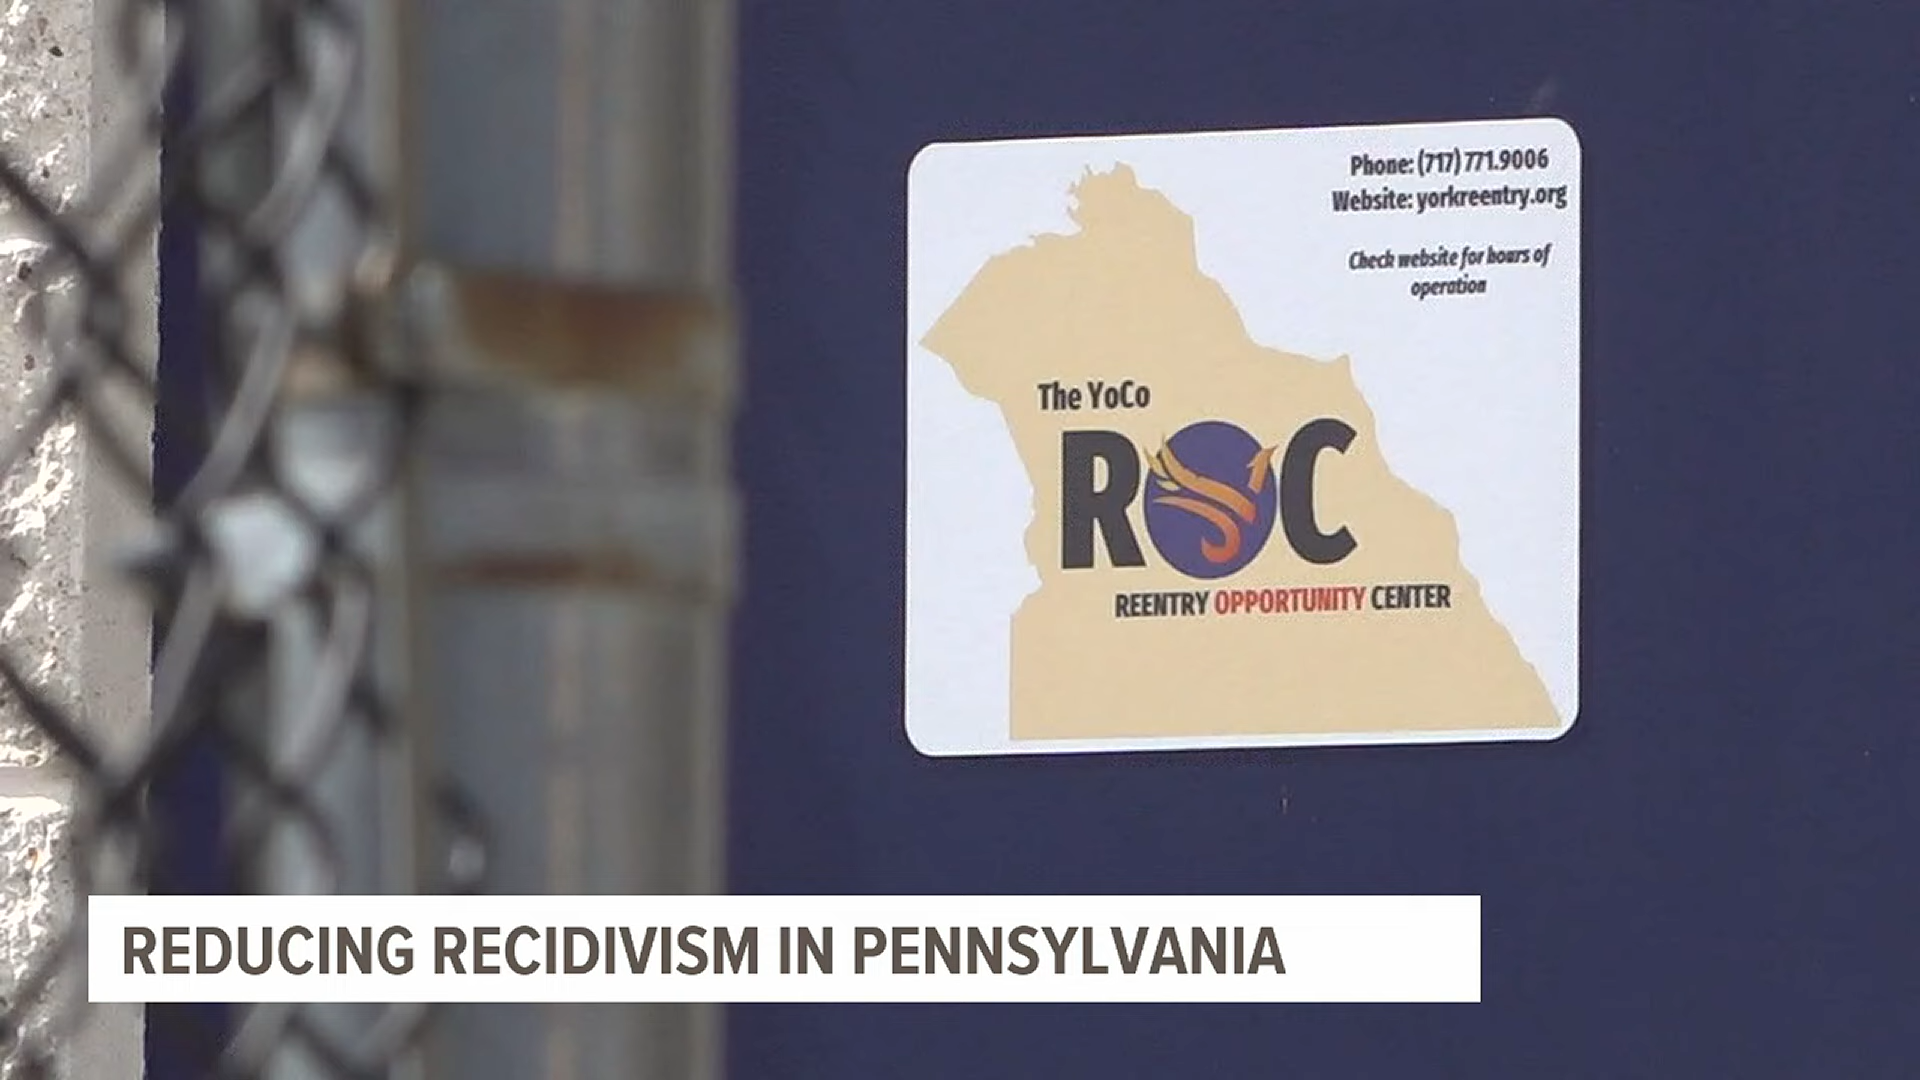 Phone: (717) 771.9006
Website: yorkreentry.org
Check website for hours of
operation
The YoCo
ROC
REENTRY OPPORTUNITY CENTER
REDUCING RECIDIVISM IN PENNSYLVANIA